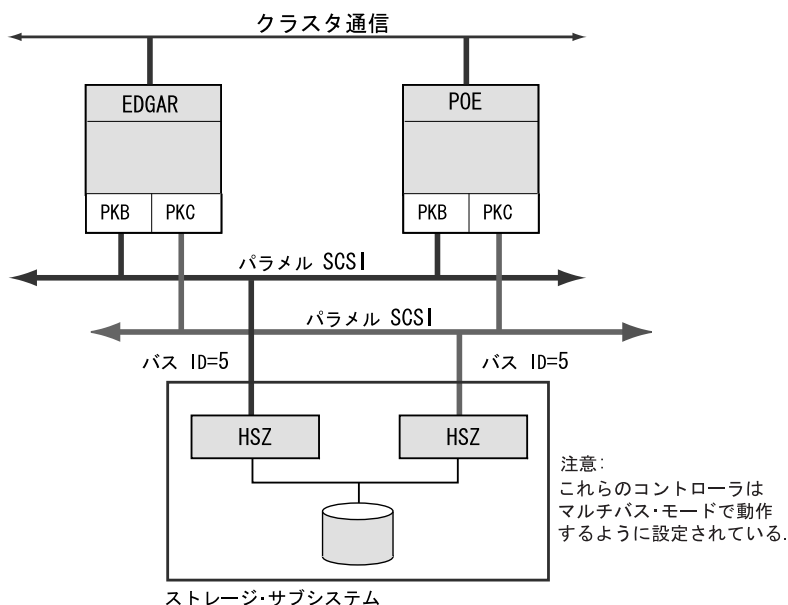 クラスタ通信
EDGAR
POE
PKB
PKC
PKB
PKC
パラメル SCSI
パラメル SCSI
バス ID=5
バス ID=5
HSZ
HSZ
注意:
これらのコントローラは
マルチバス・モードで動作
するように設定されている.
ストレージ・サブシステム